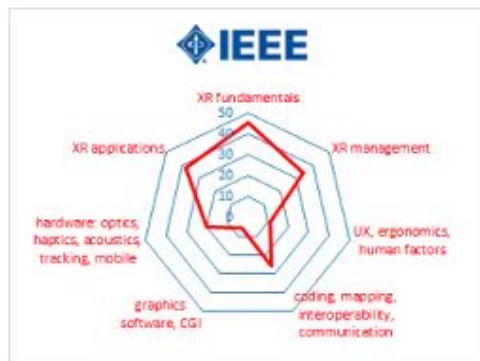 IEEE
XR fundamentals
50
40
30
20
10
0
XR applications
XR management
hardware: optics,
haptics, acoustics,
tracking, mobile
UX, ergonomics,
human factors
graphics
software, CGI
coding, mapping,
interoperability,
communication